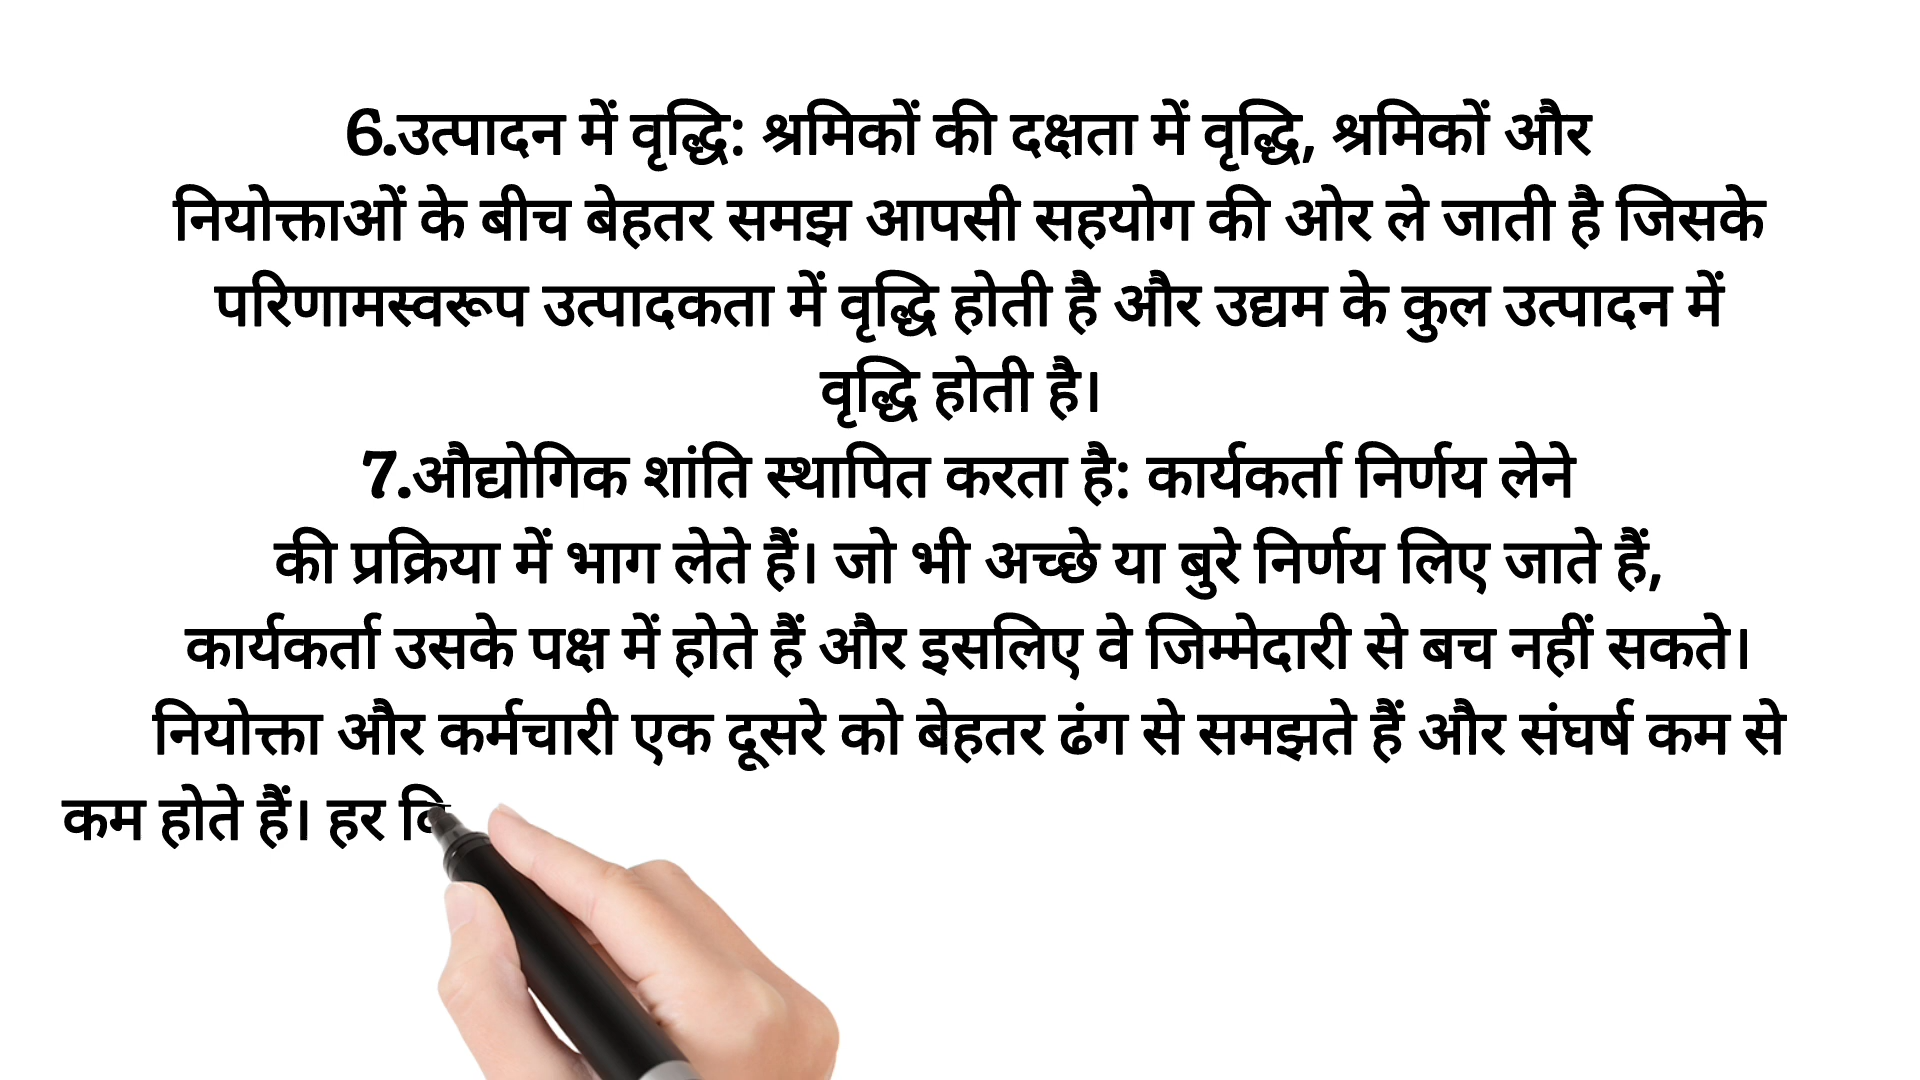 6.उत्पादन में वृद्धि: श्रमिकों की दक्षता में वृद्धि, श्रमिकों और
नियोक्ताओं के बीच बेहतर समझ आपसी सहयोग की ओर ले जाती है जिसके
परिणामस्वरूप उत्पादकता में वृद्धि होती है और उद्यम के कुल उत्पादन में
वृद्धि होती है।
7.औद्योगिक शांति स्थापित करता है: कार्यकर्ता निर्णय लेने
की प्रक्रिया में भाग लेते हैं। जो भी अच्छे या बुरे निर्णय लिए जाते हैं,
कार्यकर्ता उसके पक्ष में होते हैं और इसलिए वे जिम्मेदारी से बच नहीं सकते।
नियोक्ता और कर्मचारी एक दूसरे को बेहतर ढंग से समझते हैं और संघर्ष कम से
कम होते हैं। हर